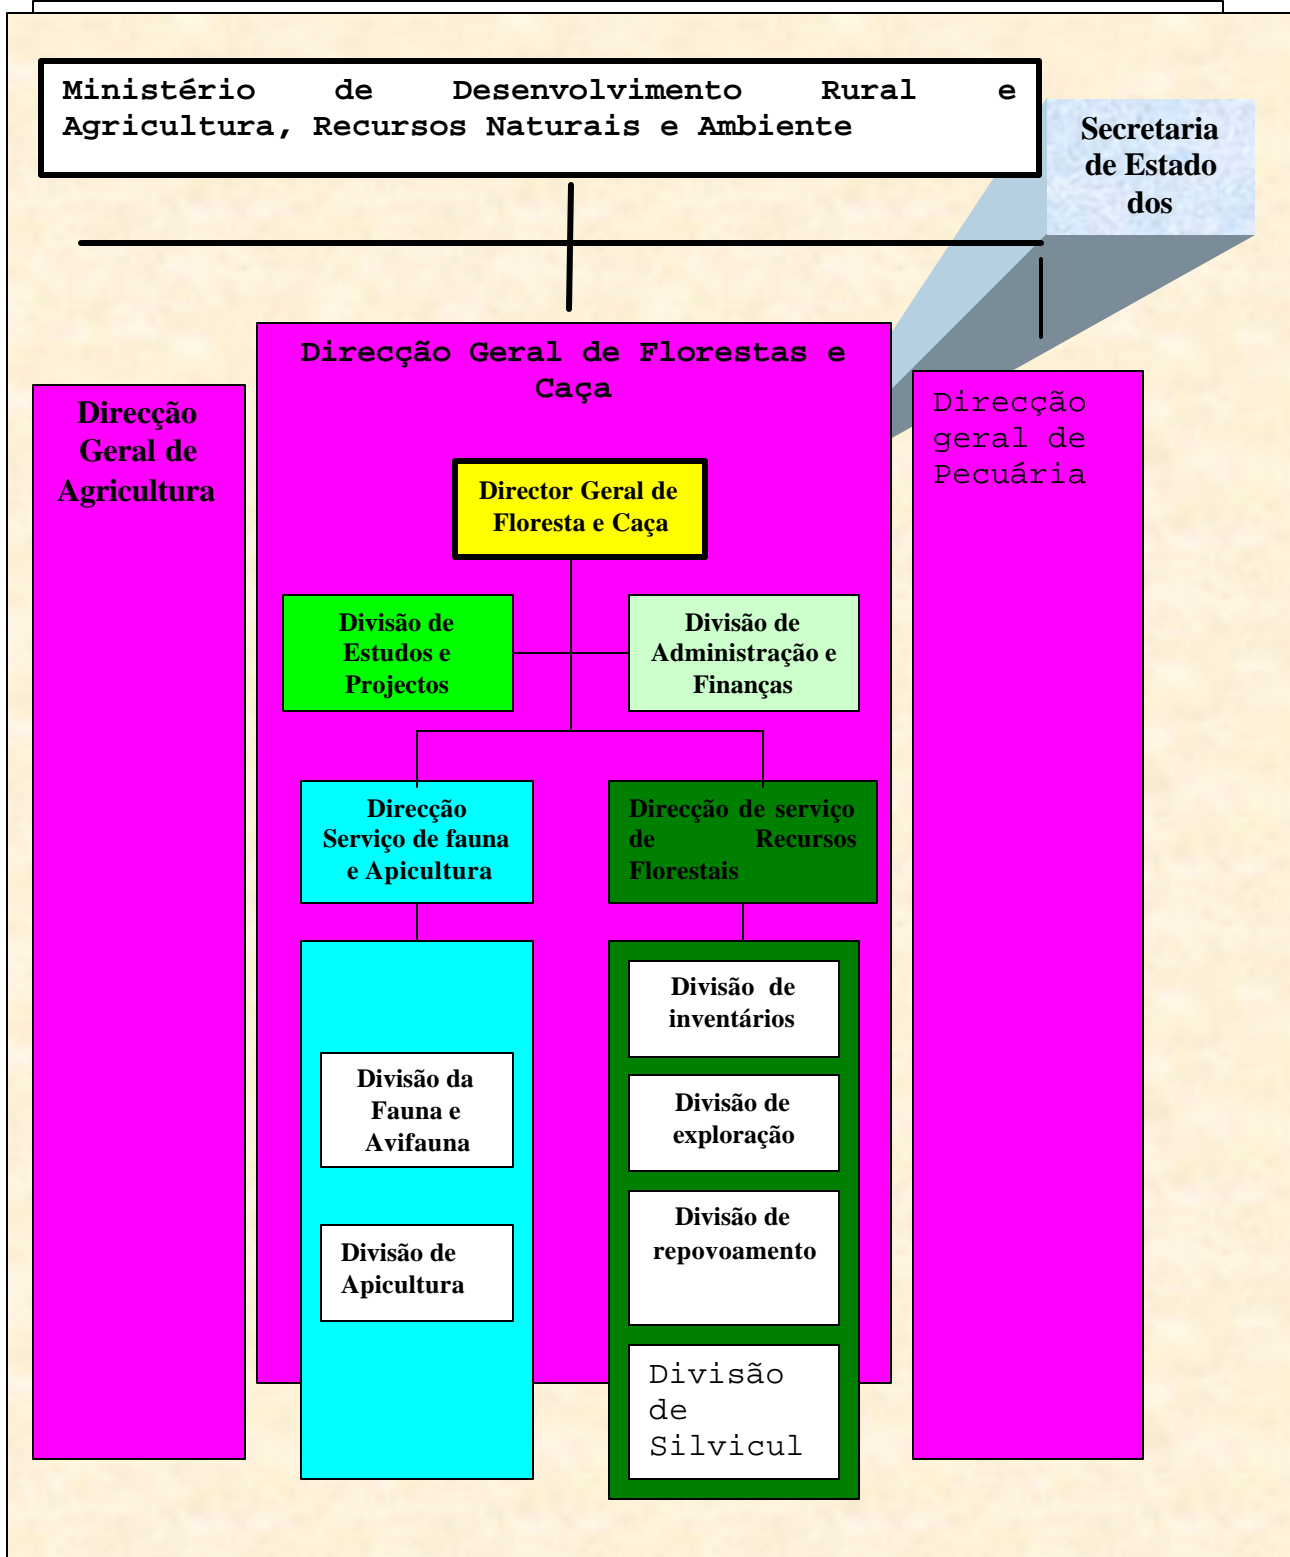 Ministério de Desenvolvimento Rural e
Agricultura, Recursos Naturais e Ambiente
Secretaria
de Estado
dos
Direcção Geral de Florestas e
Caça
Direcção
Geral de
Agricultura
Direcção
geral de
Pecuária
Director Geral de
Floresta e Caça
Divisão de
Estudos e
Projectos
Divisão de
Administração e
Finanças
Direcção
Serviço de fauna
e Apicultura
Direcção de serviço
de Recursos
Florestais
Divisão da
Fauna e
Avifauna
Divisão de
Apicultura
Divisão de
inventários
Divisão de
exploração
Divisão de
repovoamento
Divisão
de
Silvicul